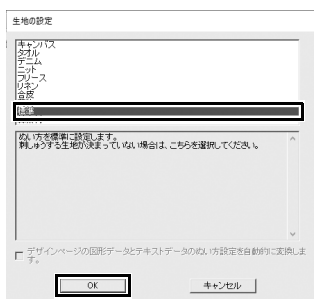 生地の設定
キャンバス
タオル
デニム
ニット
フリース
リネン
合皮
標準
ぬい方を標準に設定します。
刺しゅうする生地が決まっていない場合は、こちらを選択してください。
デザインページの図形データとテキストデータのぬい方設定を自動的に変換しま
す。
OK
キャンセル